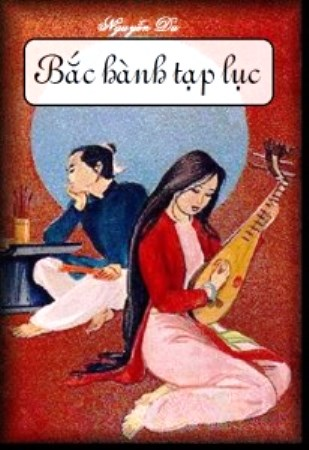 Nguyễn Du
Bắc hành tạp lục